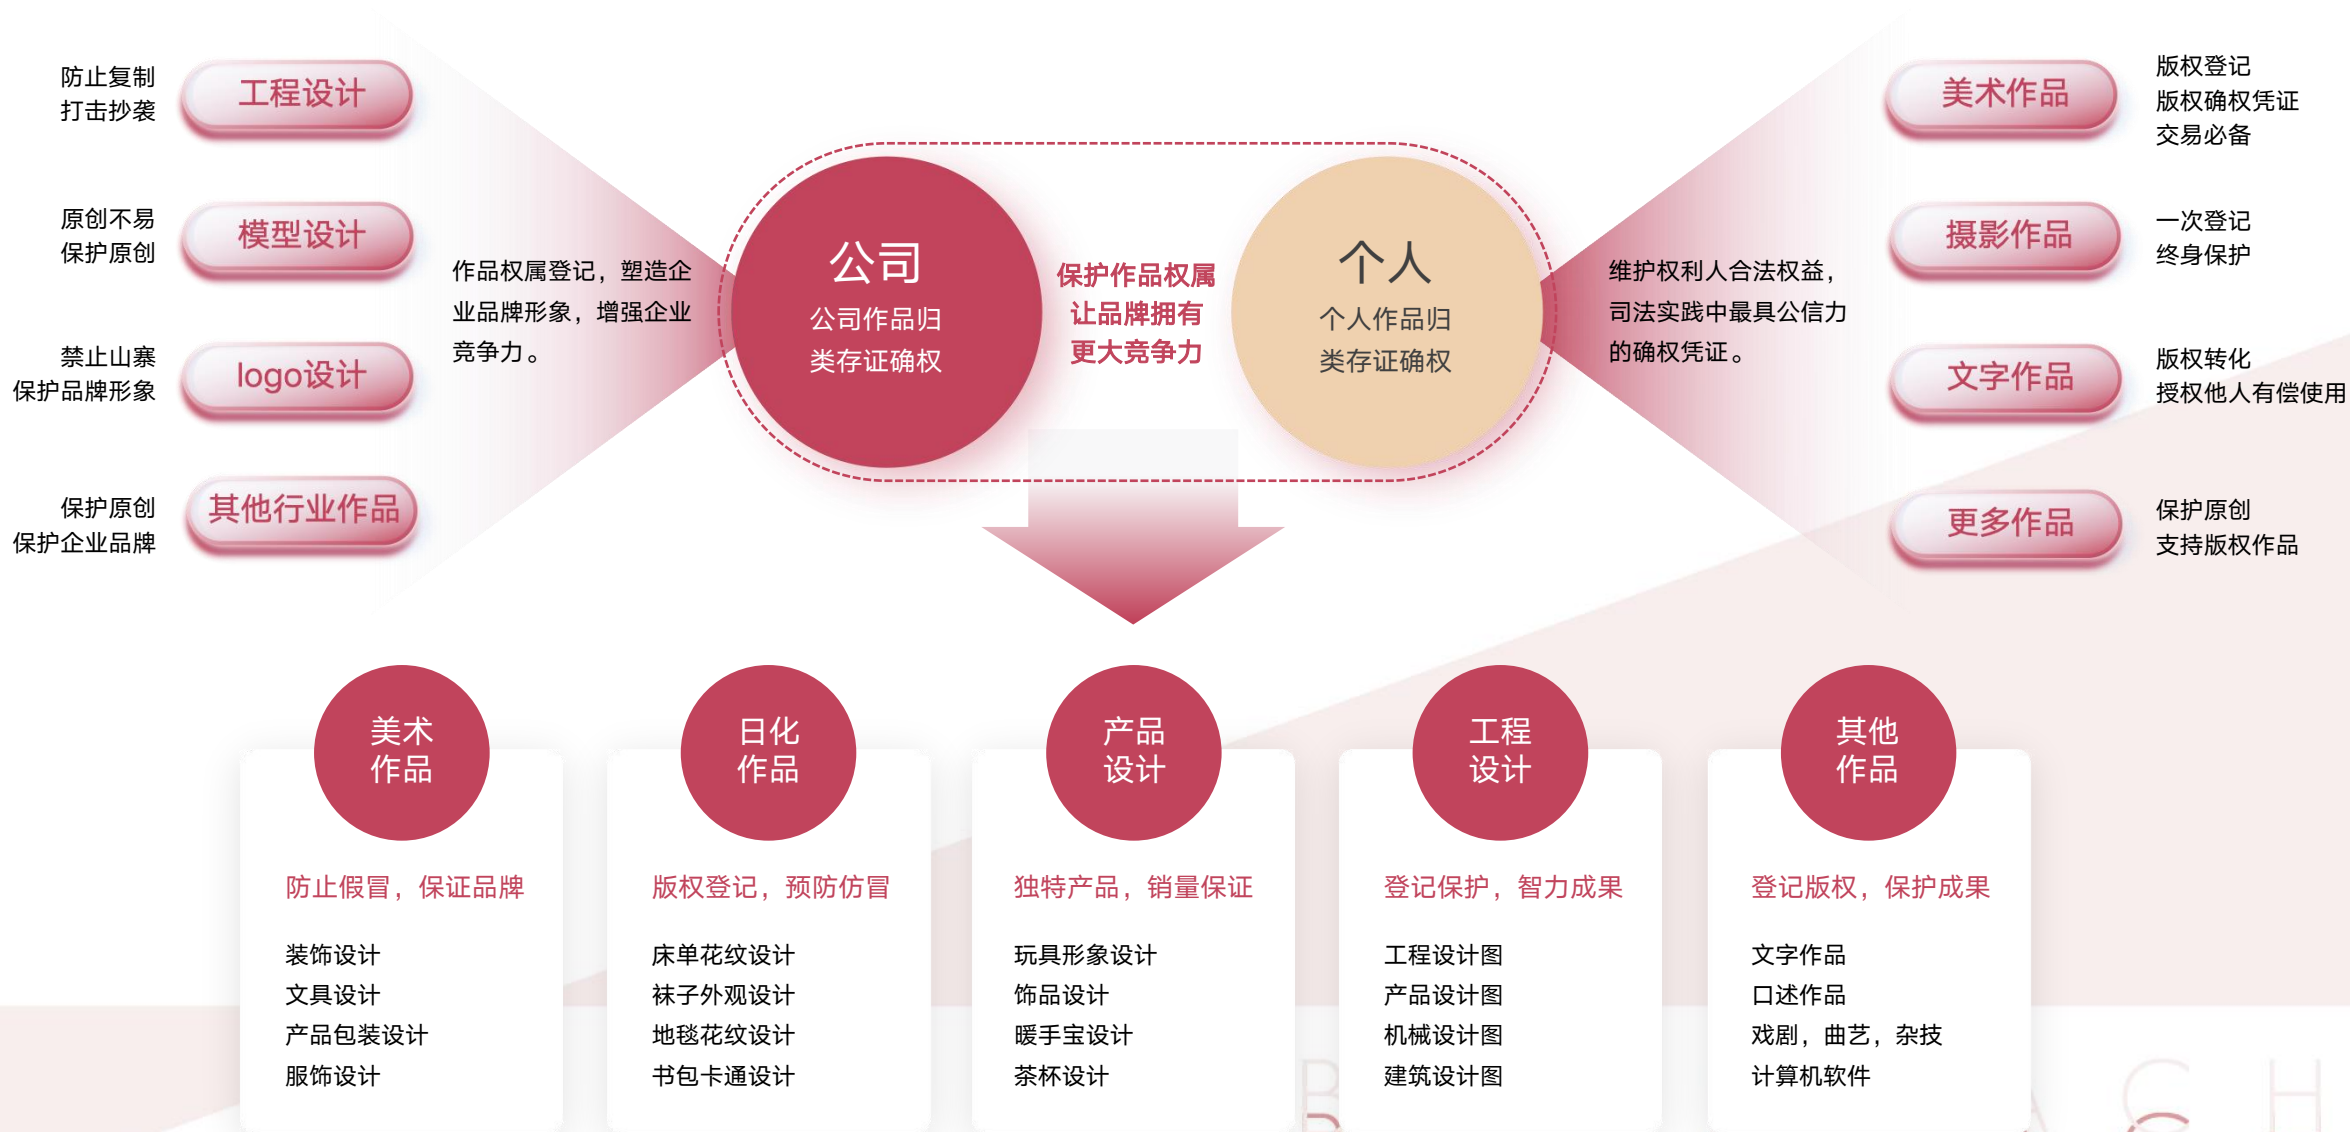 防止复制
打击抄袭
工程设计
原创不易
保护原创
模型设计
禁止山寨
保护品牌形象
logo设计
保护原创
保护企业品牌
其他行业作品
作品权属登记，塑造企
业品牌形象，增强企业
竞争力。
公司
公司作品归
类存证确权
保护作品权属
让品牌拥有
更大竞争力
个人
个人作品归
类存证确权
维护权利人合法权益，
司法实践中最具公信力
的确权凭证。
美术作品
版权登记
版权确权凭证
交易必备
摄影作品
一次登记
终身保护
文字作品
版权转化
授权他人有偿使用
更多作品
保护原创
支持版权作品
美术
作品
防止假冒，保证品牌
装饰设计
文具设计
产品包装设计
服饰设计
日化
作品
版权登记，预防仿冒
床单花纹设计
袜子外观设计
地毯花纹设计
书包卡通设计
产品
设计
独特产品，销量保证
玩具形象设计
饰品设计
暖手宝设计
茶杯设计
工程
设计
登记保护，智力成果
工程设计图
产品设计图
机械设计图
建筑设计图
其他
作品
登记版权，保护成果
文字作品
口述作品
戏剧，曲艺，杂技
计算机软件